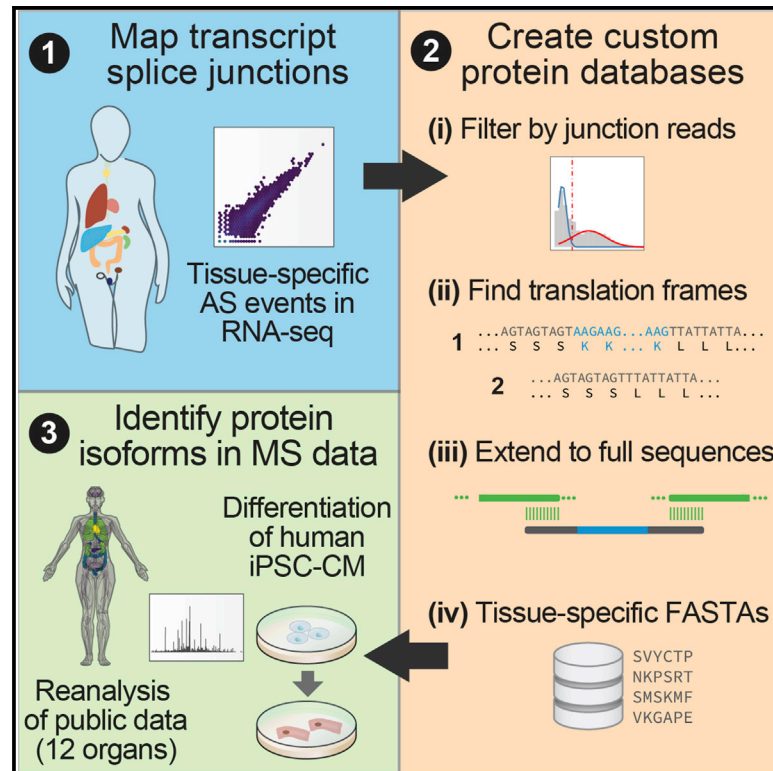 1 Map transcript
splice junctions
Tissue-specific
AS events in
RNA-seq
2 Create custom
protein databases
(i) Filter by junction reads
(ii) Find translation frames
...AGTAGTAGTAAGAAG...AAGTTATTATTA...
1 ... S S S K K ... K L L L...
...AGTAGTAGTTTATTATTA...
2 ... S S S L L L ...
(iii) Extend to full sequences
(iv) Tissue-specific FASTAs
SVYCTP
NKPSRT
SMSKMF
VKGAPE
3 Identify protein
isoforms in MS data
Differentiation
of human
iPSC-CM
Reanalysis
of public data
(12 organs)